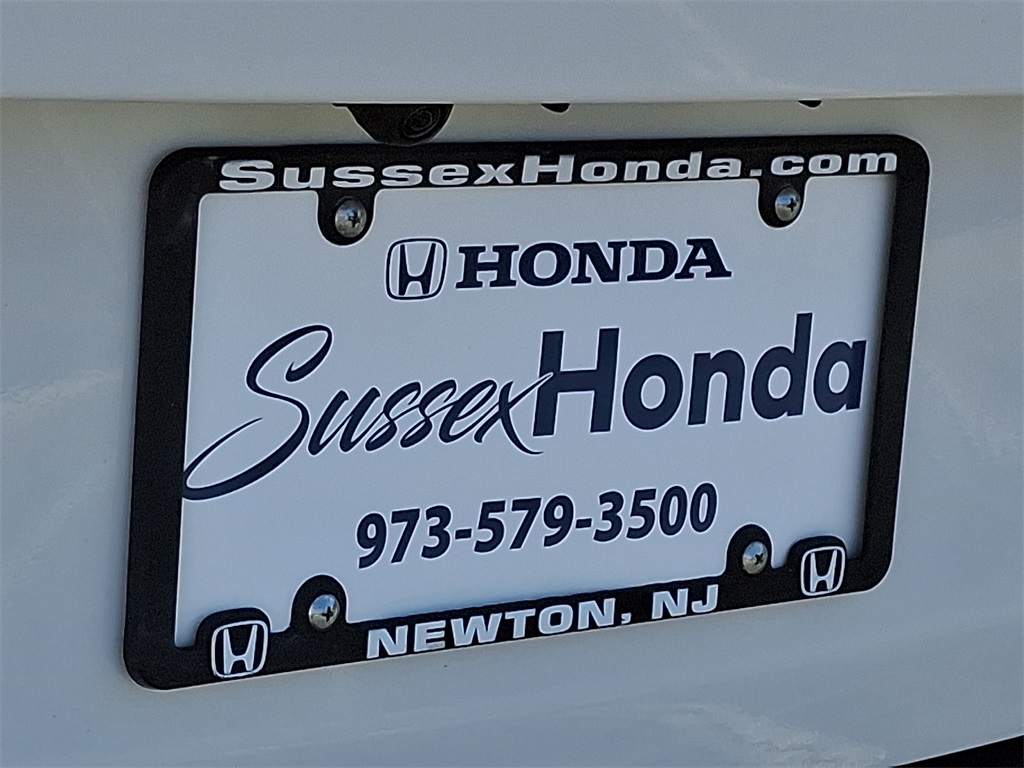 SussexHonda.com
HONDA
SussexHonda
973-579-3500
NEWTON, NJ